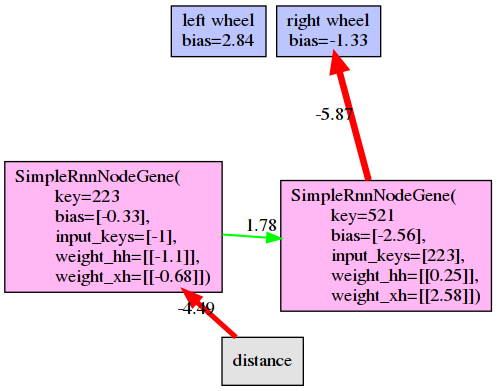 left wheel
bias=2.84
right wheel
bias=-1.33
-5.87
SimpleRnnNodeGene(
key=223
bias=[-0.33],
input_keys=[-1],
weight_hh=[[-1.1]],
weight_xh=[[-0.68]])
1.78
SimpleRnnNodeGene(
key=521
bias=[-2.56],
input_keys=[223],
weight_hh=[[0.25]],
weight_xh=[[2.58]])
-4.49
distance